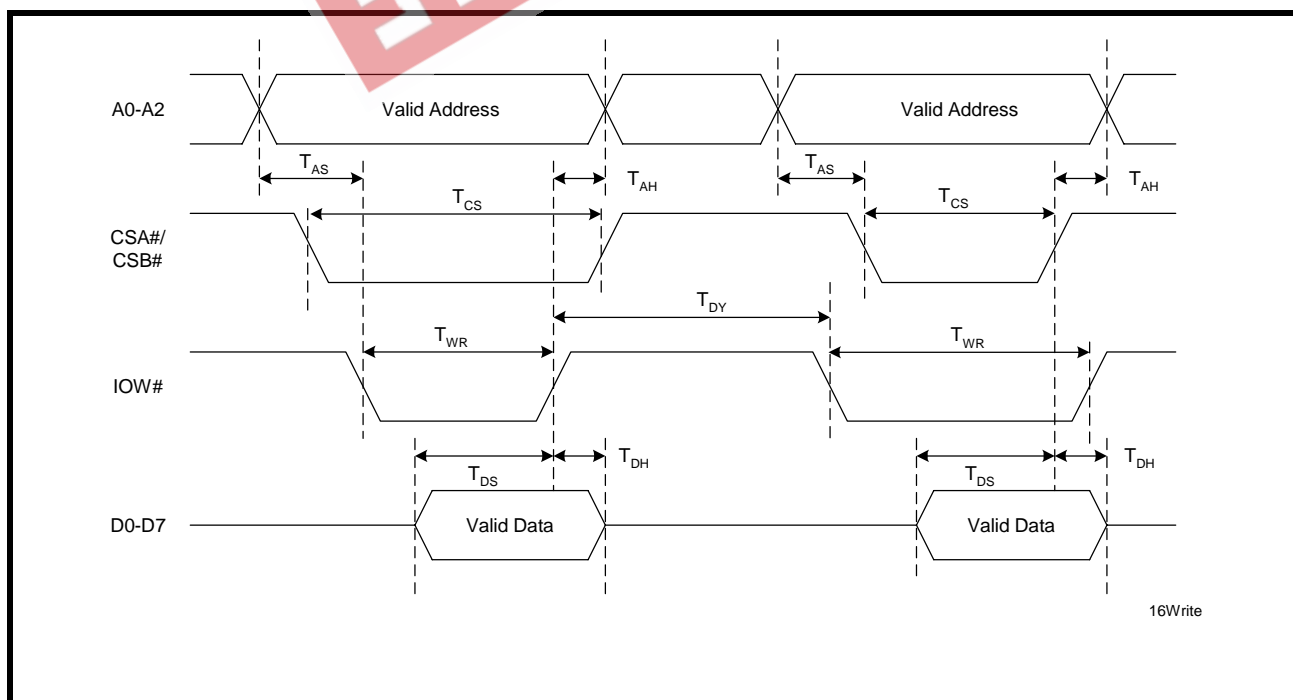 A0-A2
Valid Address
Valid Address
TAS
TAH
TAS
TAH
TCS
TCS
CSA#/
CSB#
TDY
TWR
TWR
IOW#
TDH
TDH
TDS
TDS
D0-D7
Valid Data
Valid Data
16Write